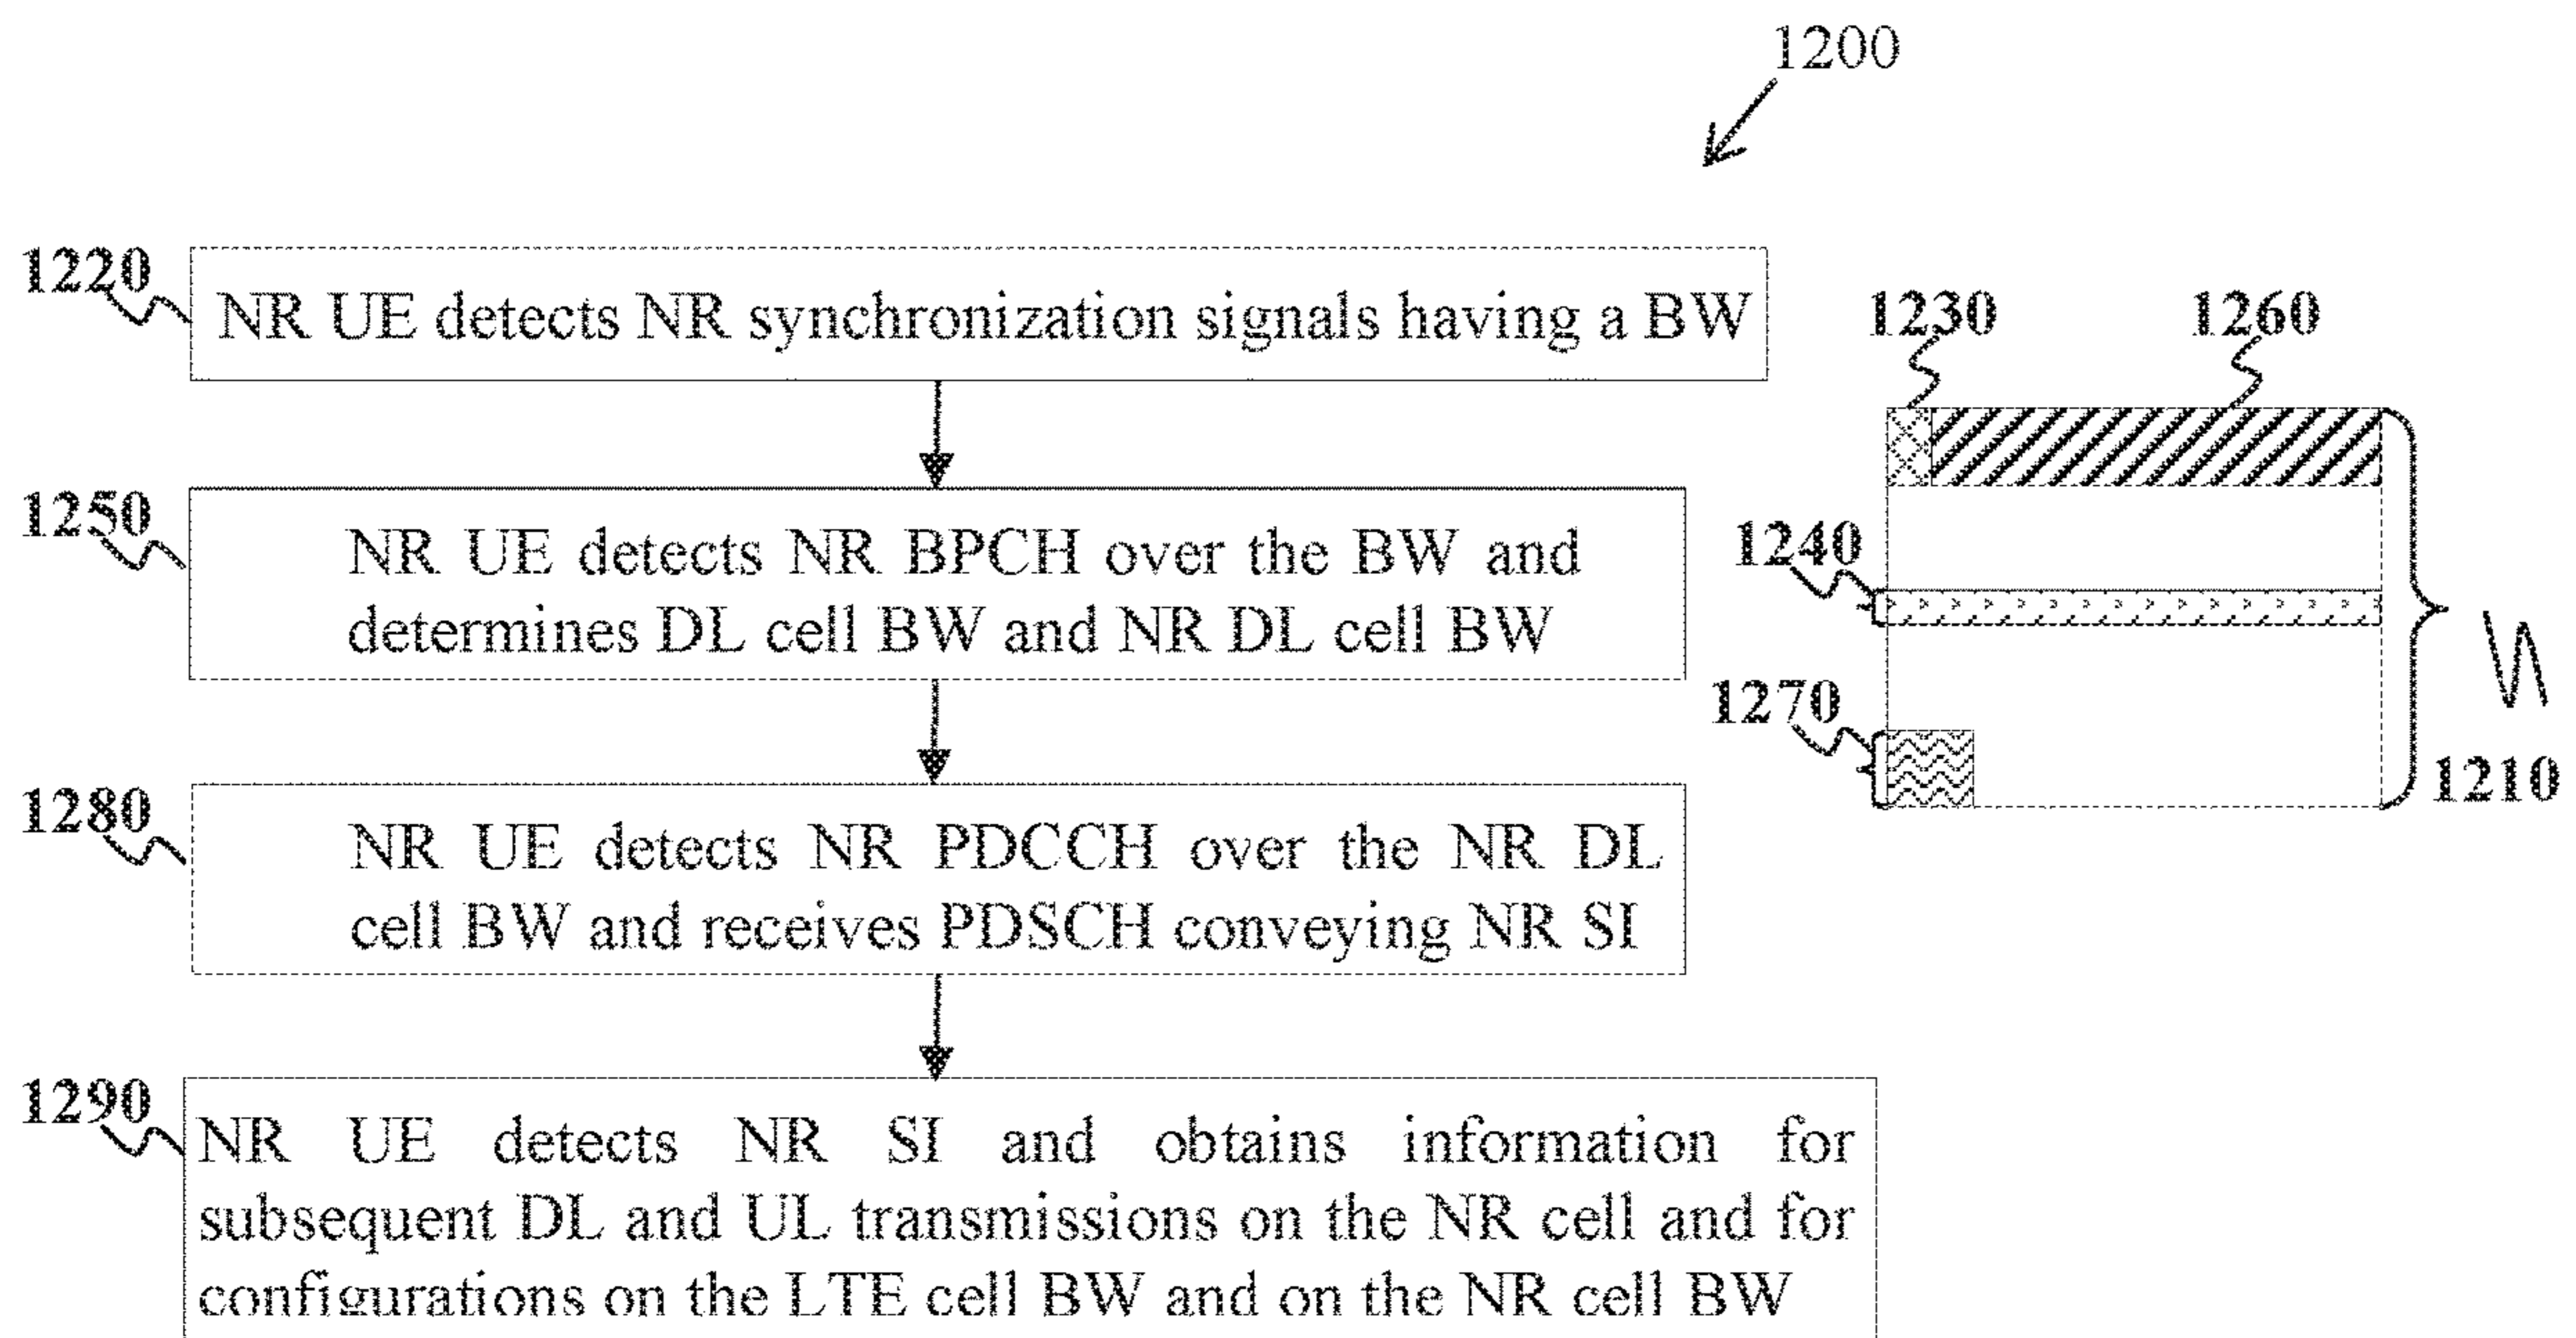 1200
1220
NR UE detects NR synchronization signals having a BW
1230
1260
1250
NR UE detects NR BPCH over the BW and
determines DL cell BW and NR DL cell BW
1240
1270
1210
1280
NR UE detects NR PDCCH over the NR DL
cell BW and receives PDSCH conveying NR SI
1290
NR UE detects NR SI and obtains information for
subsequent DL and UL transmissions on the NR cell and for
configurations on the LTE cell BW and on the NR cell BW